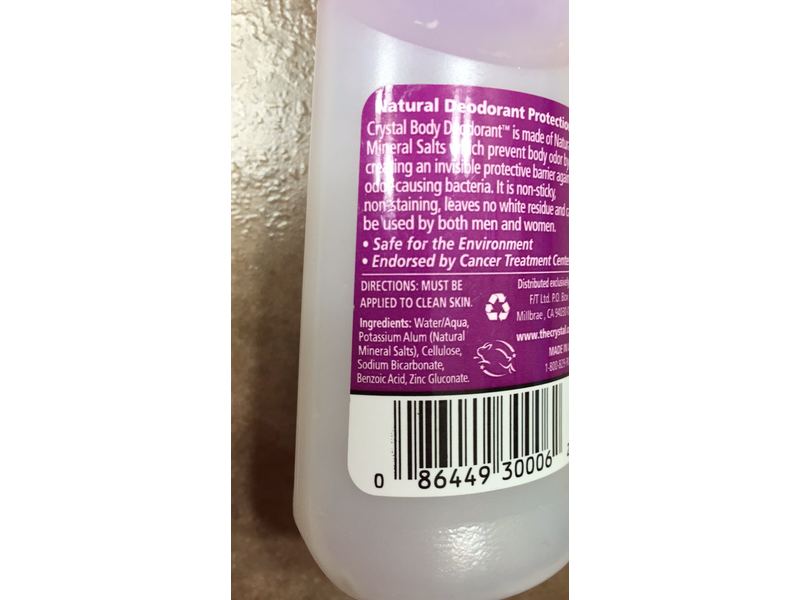 Natural Deodorant Protection
Crystal Body Deodorant™ is made of
Mineral Salts which prevent body odor
creating an invisible protective barrier
odor-causing bacteria. It is non-sticky,
non-staining, leaves no white residue and
be used by both men and women.
• Safe for the Environment
• Endorsed by Cancer Treatment
DIRECTIONS: MUST BE
APPLIED TO CLEAN SKIN.
Ingredients: Water/Aqua,
Potassium Alum (Natural
Mineral Salts), Cellulose,
Sodium Bicarbonate,
Benzoic Acid, Zinc Gluconate.
Distributed exclusively
F/T Ltd. P.O. Box
Millbrae, CA 94030
www.thecrystal.
MADE IN
1-800-829-
0 86449 30006